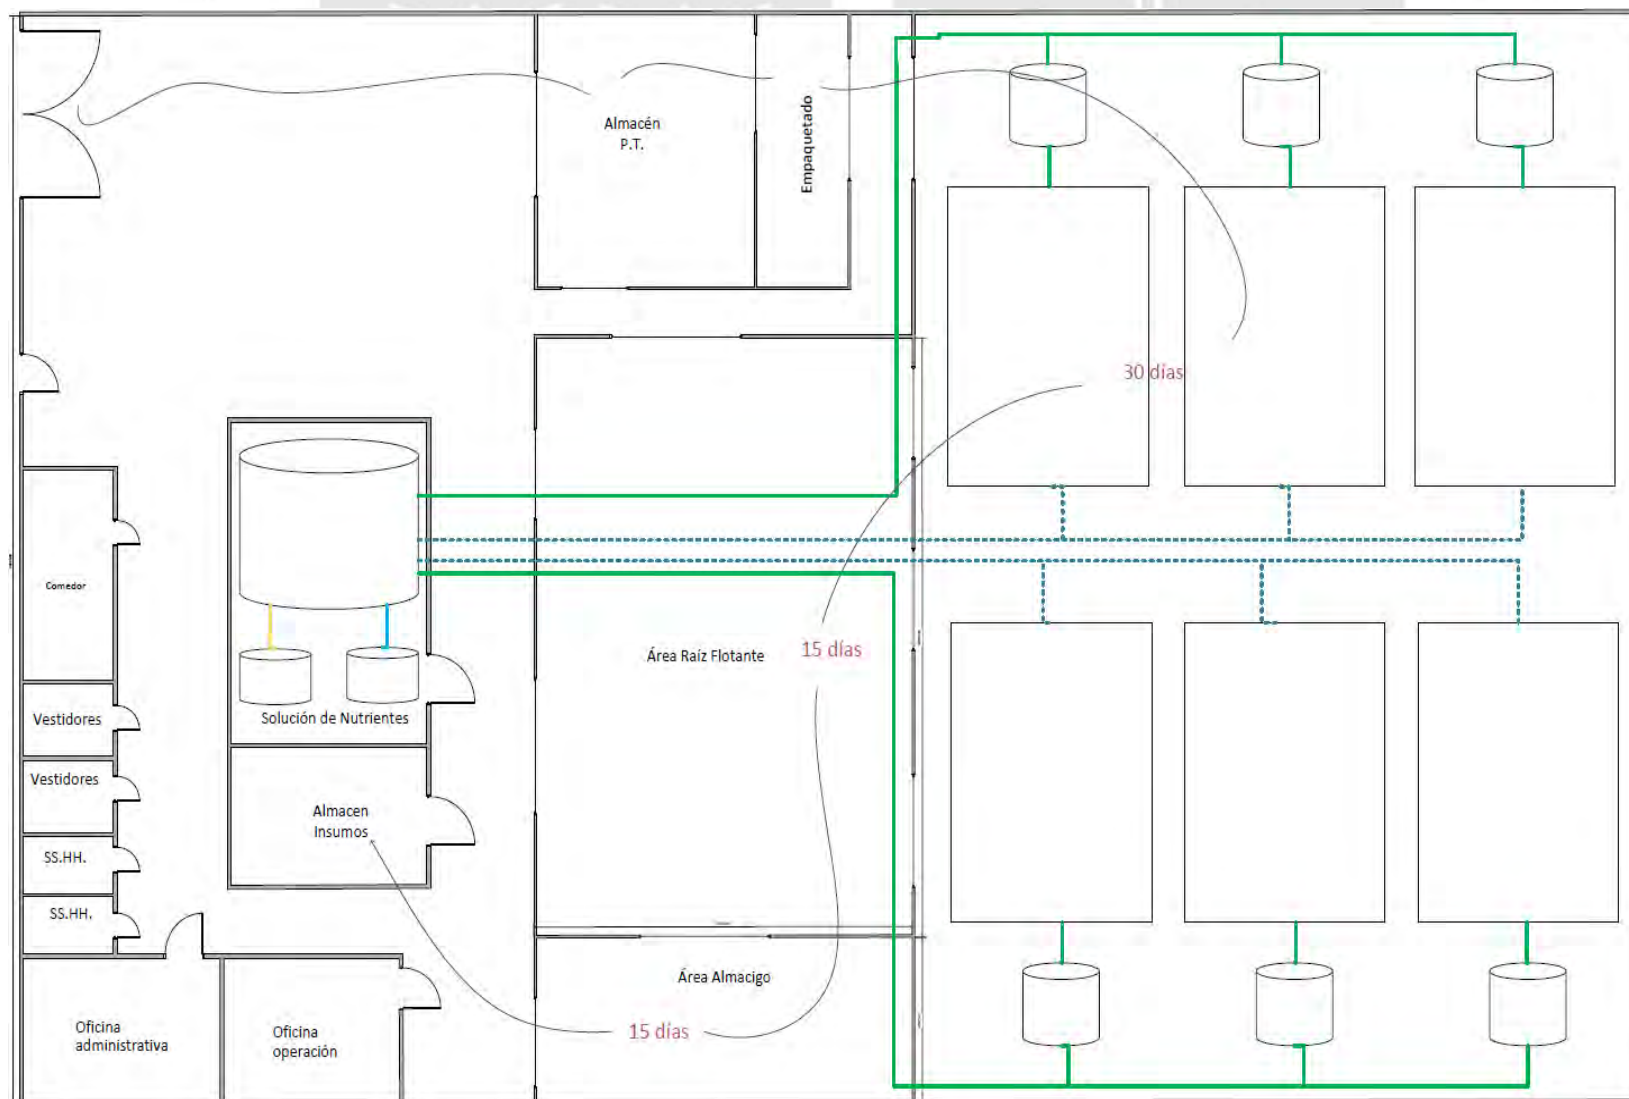 Almacén
P.T.
Empaquetado
30 días
Comedor
Área Raíz Flotante
15 días
Solución de Nutrientes
Vestidores
Vestidores
Almacen
Insumos
SS.HH.
SS.HH.
Área Almacigo
15 días
Oficina
administrativa
Oficina
operación